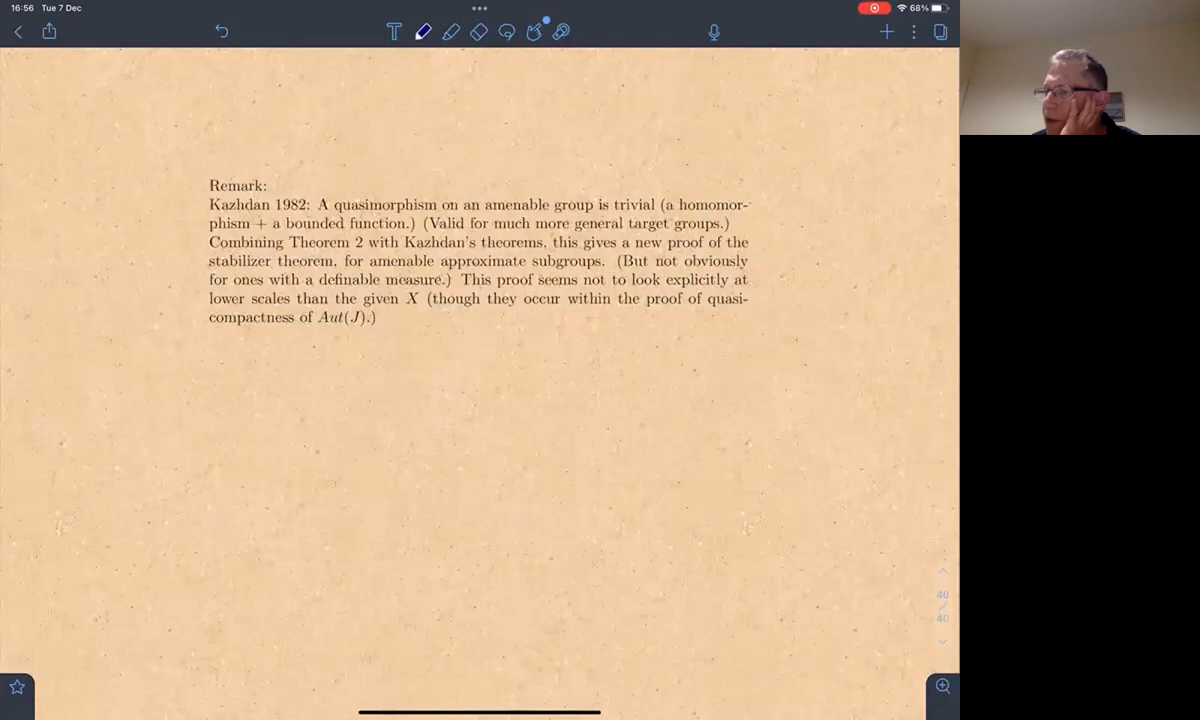 16:56 Tue 7 Dec
68%
Remark:
Kazhdan 1982: A quasimorphism on an amenable group is trivial (a homomor-
phism + a bounded function.) (Valid for much more general target groups.)
Combining Theorem 2 with Kazhdan's theorems, this gives a new proof of the
stabilizer theorem, for amenable approximate subgroups. (But not obviously
for ones with a definable measure.) This proof seems not to look explicitly at
lower scales than the given X (though they occur within the proof of quasi-
compactness of Aut(J).)
40
/
40